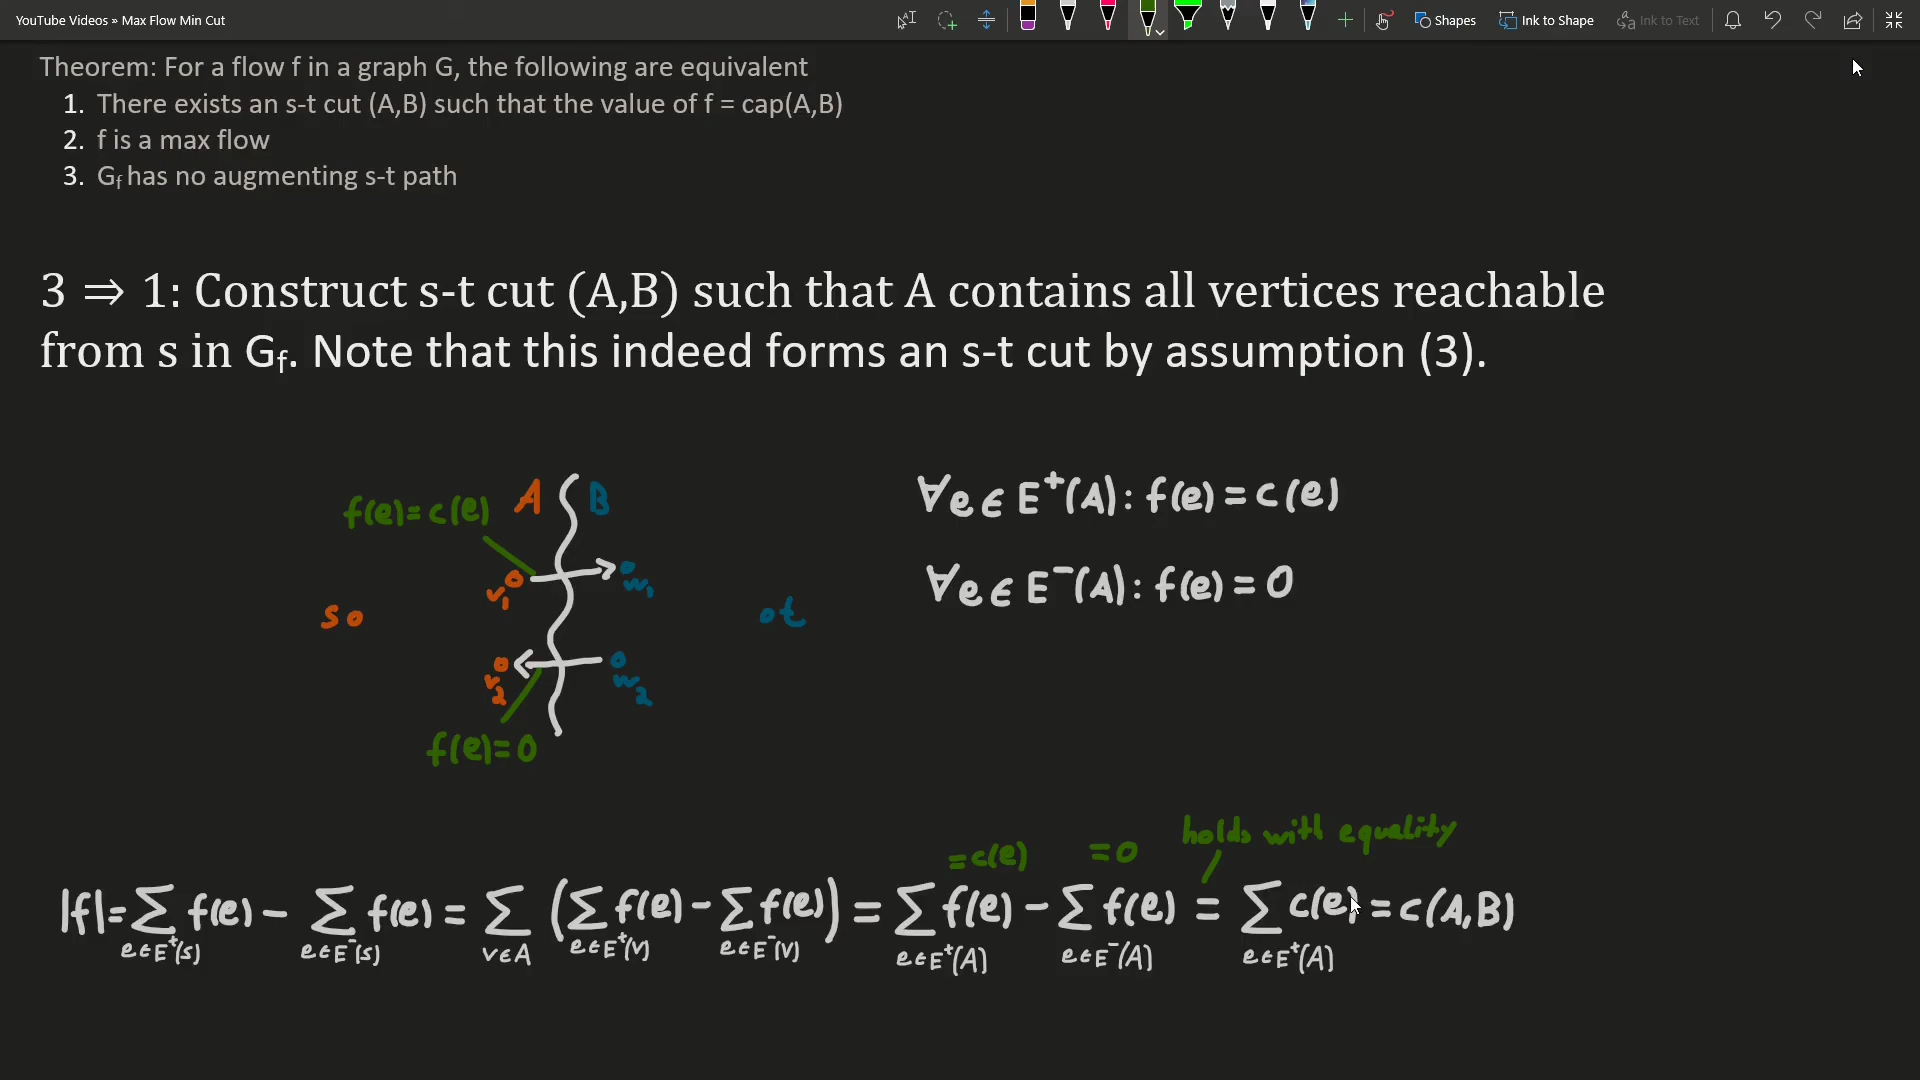 YouTube Videos » Max Flow Min Cut
Shapes
Ink to Shape
Ink to Text
Theorem: For a flow f in a graph G, the following are equivalent
1. There exists an s-t cut (A,B) such that the value of f = cap(A,B)
2. f is a max flow
3. G_f has no augmenting s-t path
3 ⇒ 1: Construct s-t cut (A,B) such that A contains all vertices reachable
from s in G_f. Note that this indeed forms an s-t cut by assumption (3).
f(e)=c(e) A B
v₁ w₁
s t
v₂ w₂
f(e)=0
∀e∈E⁺(A): f(e)=c(e)
∀e∈E⁻(A): f(e)=0
=c(e) =0 holds with equality
|f|= ∑ f(e) − ∑ f(e) = ∑ (∑ f(e) − ∑ f(e)) = ∑ f(e) − ∑ f(e) = ∑ c(e) = c(A,B)
e∈E⁺(s) e∈E⁻(s) v∈A e∈E⁺(v) e∈E⁻(v) e∈E⁺(A) e∈E⁻(A) e∈E⁺(A)